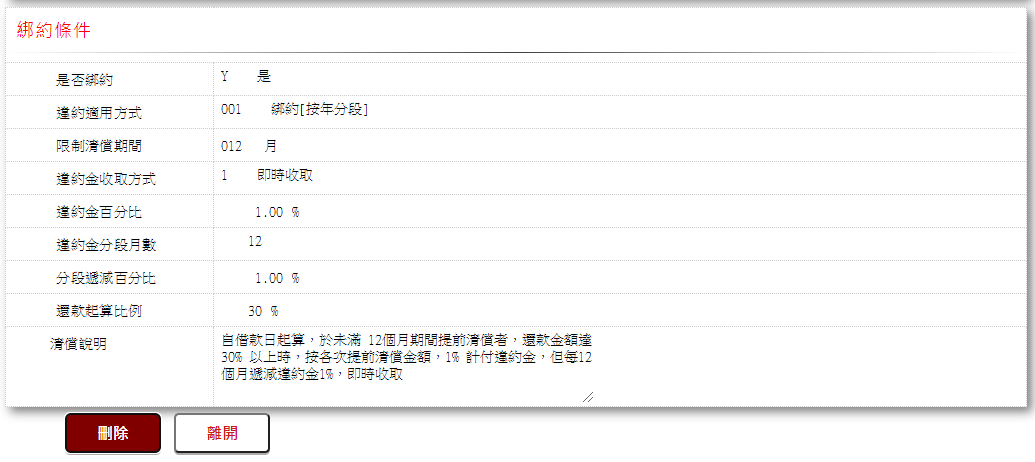 綁約條件
是否綁約 Y 是
違約適用方式 001 綁約[按年分段]
限制清償期間 012 月
違約金收取方式 1 即時收取
違約金百分比 1.00 %
違約金分段月數 12
分段遞減百分比 1.00 %
還款起算比例 30 %
清償說明 自借款日起算，於未滿 12個月期間提前清償者，還款金額達
30% 以上時，按各次提前清償金額，1% 計付違約金，但每12
個月遞減違約金1%，即時收取
刪除 離開